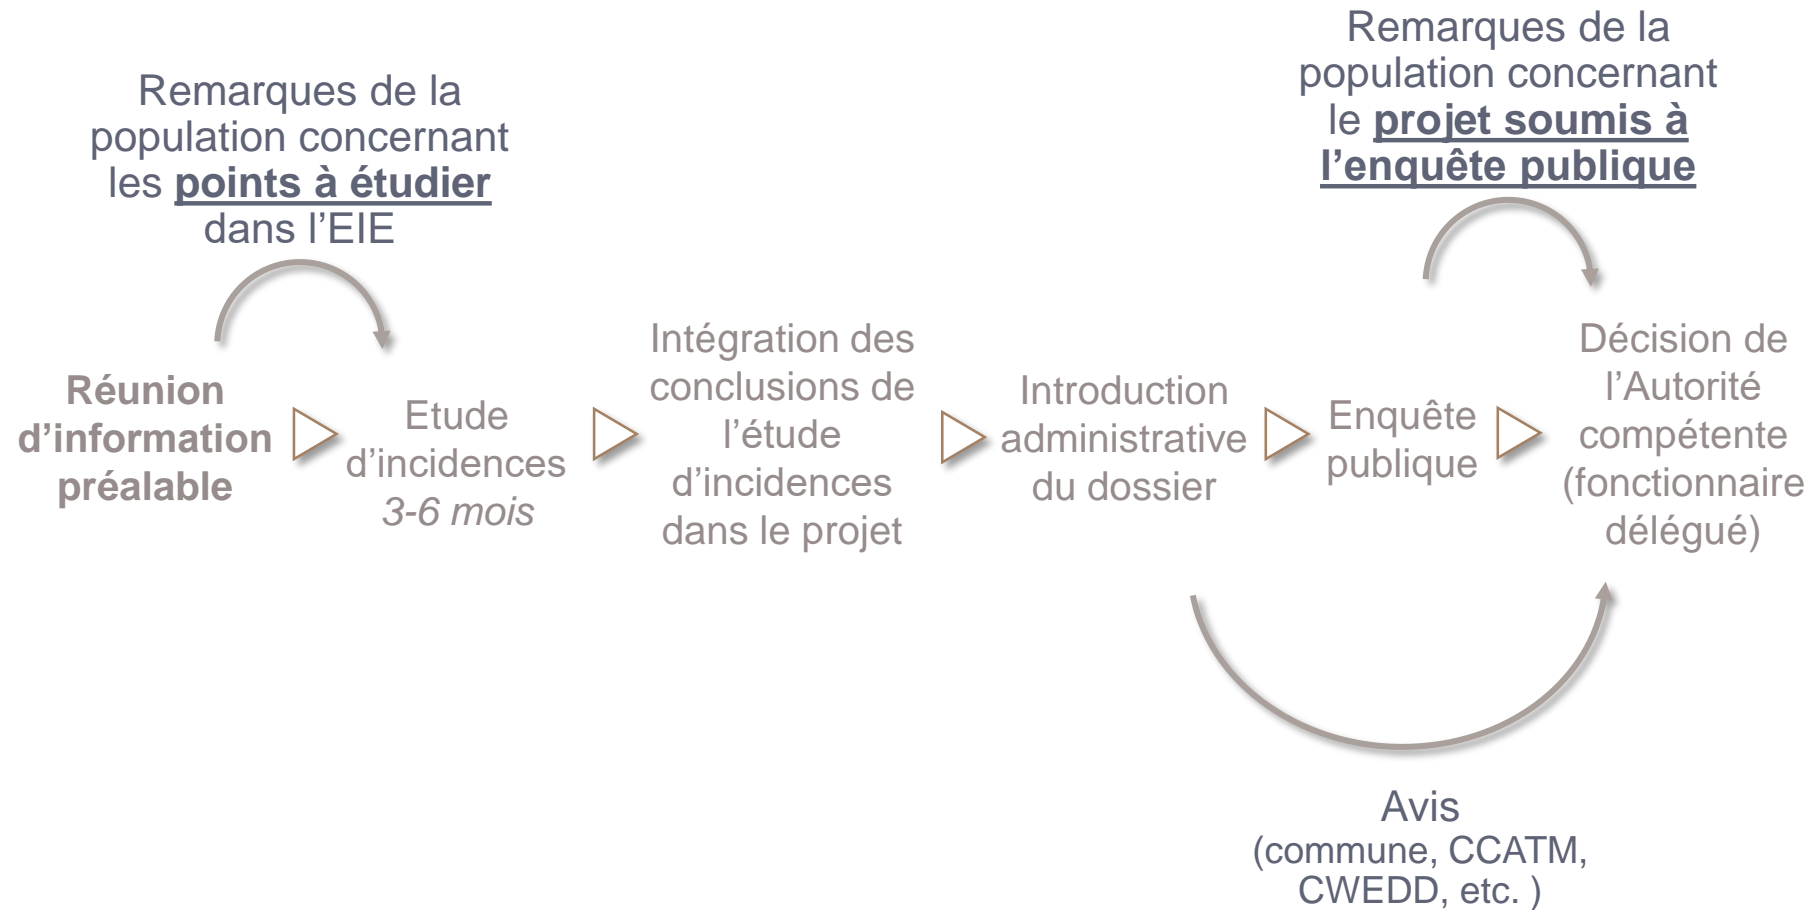 Remarques de la
population concernant
les points à étudier
dans l’EIE
Remarques de la
population concernant
le projet soumis à
l’enquête publique
Réunion
d’information
préalable
Etude
d’incidences
3-6 mois
Intégration des
conclusions de
l’étude
d’incidences
dans le projet
Introduction
administrative
du dossier
Enquête
publique
Décision de
l’Autorité
compétente
(fonctionnaire
délégué)
Avis
(commune, CCATM,
CWEDD, etc. )